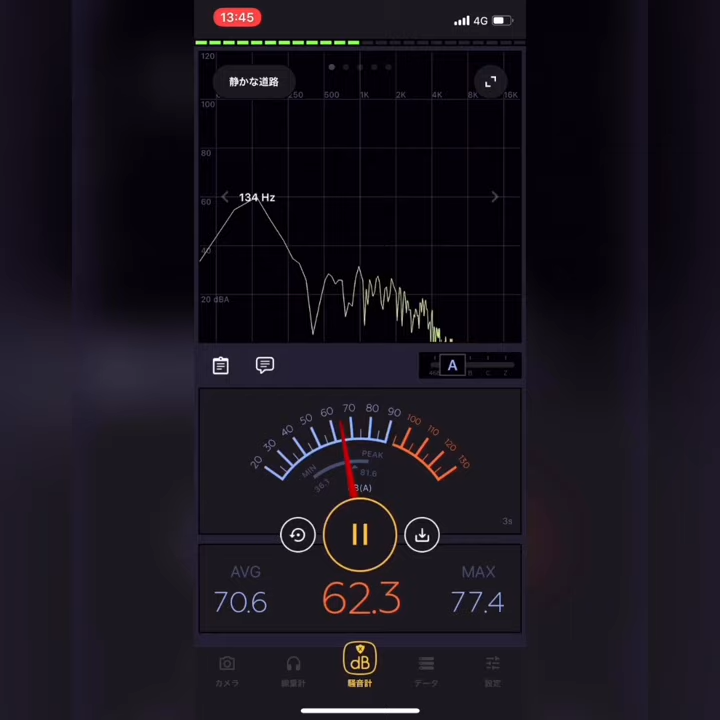 13:45
4G
120
静かな道路
250 500 1K 2K 4K 8K 16K
100
80
60
134 Hz
40
20 dBA
A
20 30 40 50 60 70 80 90 100 110 120 130
MIN
PEAK
36.1
81.6
3s
AVG
MAX
70.6
62.3
77.4
dB
カメラ
騒音計
データ
設定